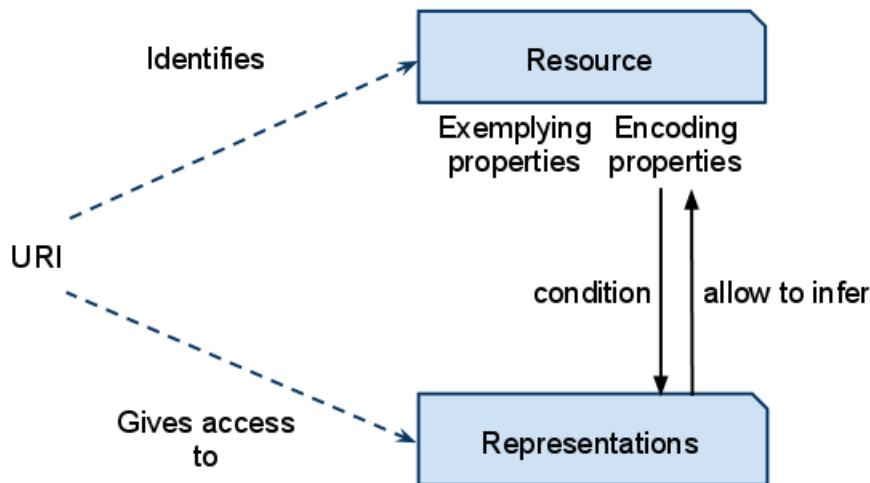 Identifies
Resource
Exemplying
properties
Encoding
properties
URI
condition
allow to infer
Gives access
to
Representations